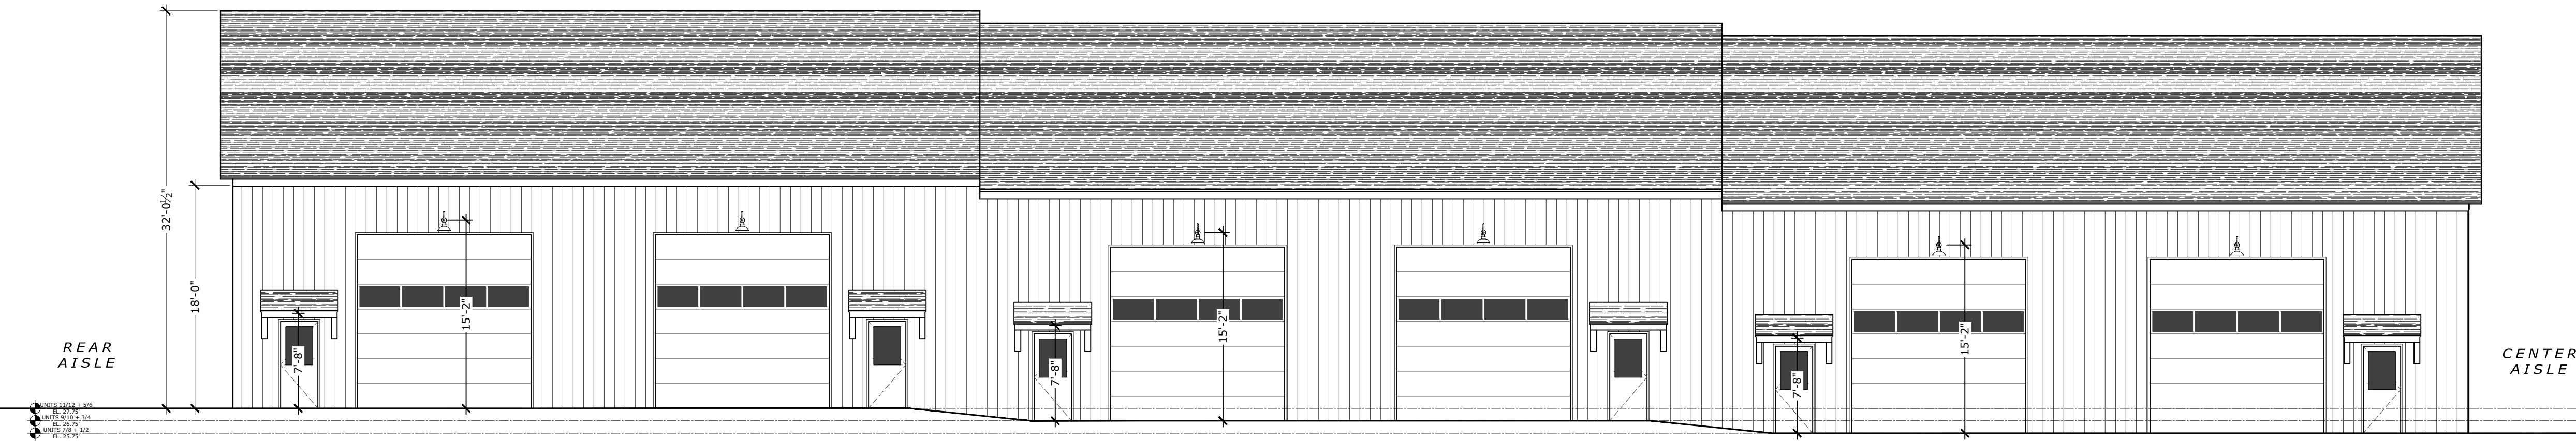 32'-0½"
18'-0"
7'-8"
15'-2"
7'-8"
15'-2"
7'-8"
15'-2"
REAR
AISLE
CENTER
AISLE
UNITS 11/12 + 5/6
EL. 27.75'
UNITS 9/10 + 3/4
EL. 26.75'
UNITS 7/8 + 1/2
EL. 25.75'